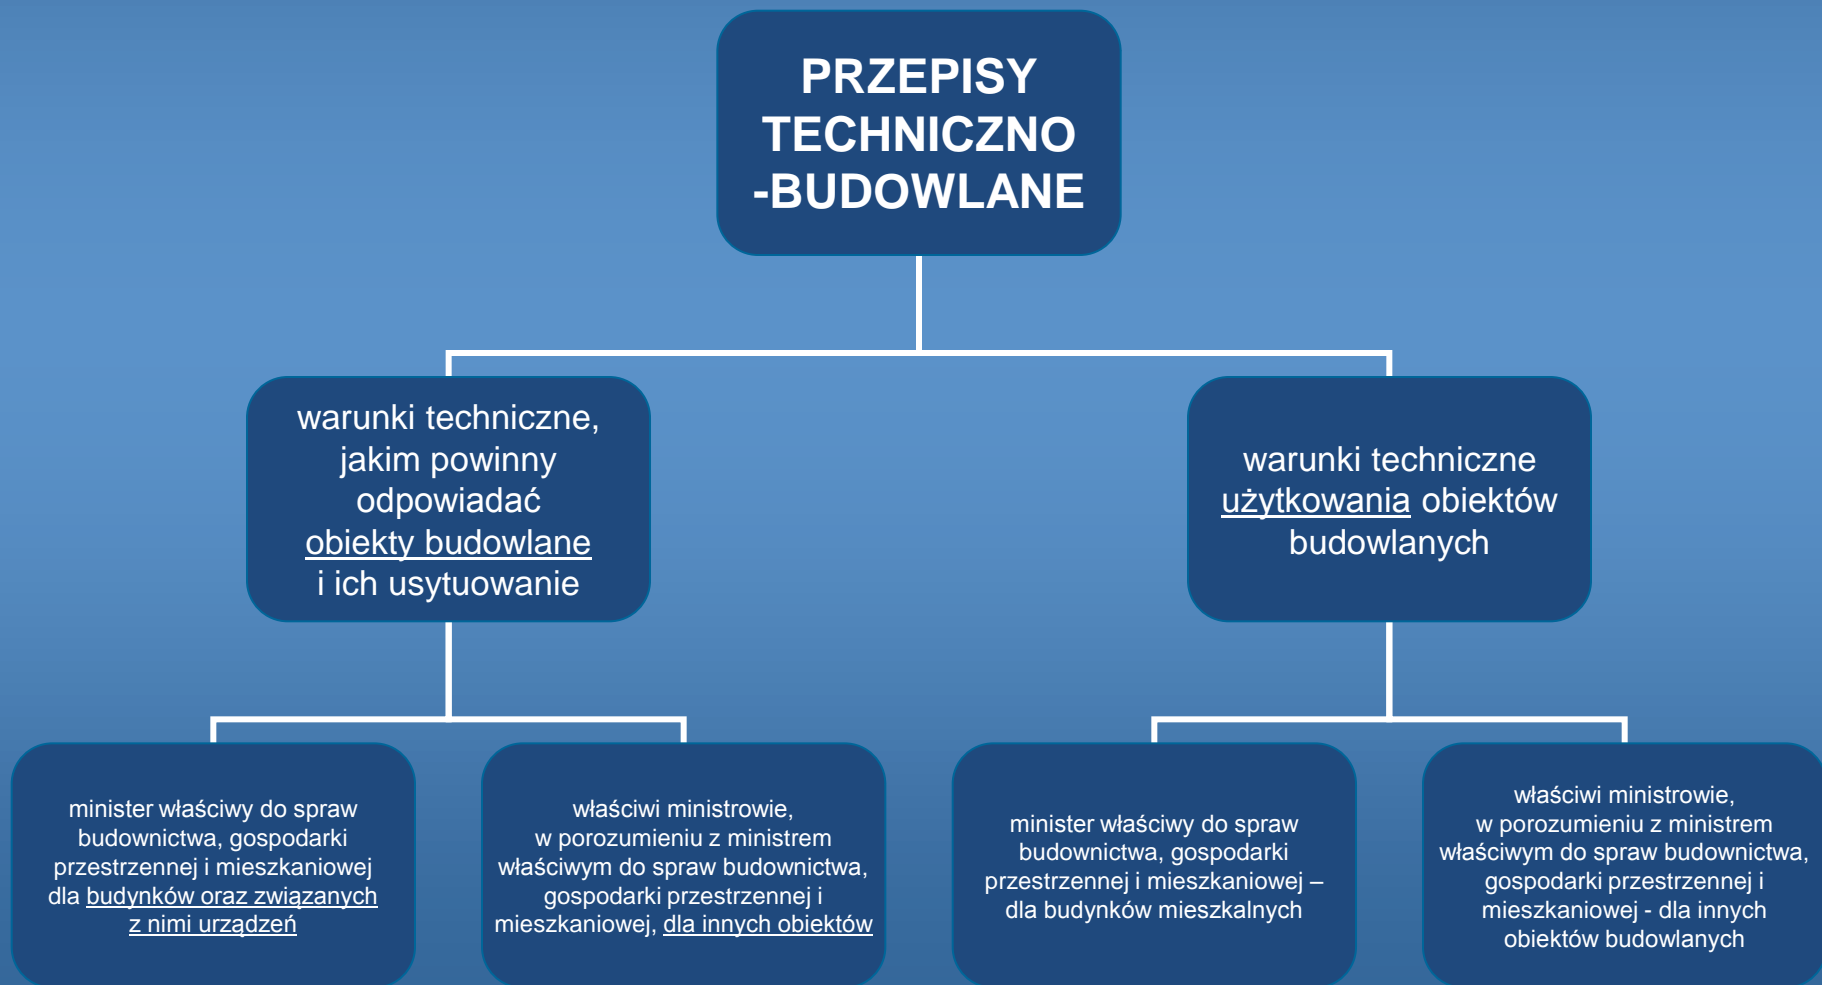 PRZEPISY
TECHNICZNO
-BUDOWLANE
warunki techniczne,
jakim powinny
odpowiadać
obiekty budowlane
i ich usytuowanie
warunki techniczne
użytkowania obiektów
budowlanych
minister właściwy do spraw
budownictwa, gospodarki
przestrzennej i mieszkaniowej
dla budynków oraz związanych
z nimi urządzeń
właściwi ministrowie,
w porozumieniu z ministrem
właściwym do spraw budownictwa,
gospodarki przestrzennej i
mieszkaniowej, dla innych obiektów
minister właściwy do spraw
budownictwa, gospodarki
przestrzennej i mieszkaniowej –
dla budynków mieszkalnych
właściwi ministrowie,
w porozumieniu z ministrem
właściwym do spraw budownictwa,
gospodarki przestrzennej i
mieszkaniowej - dla innych
obiektów budowlanych